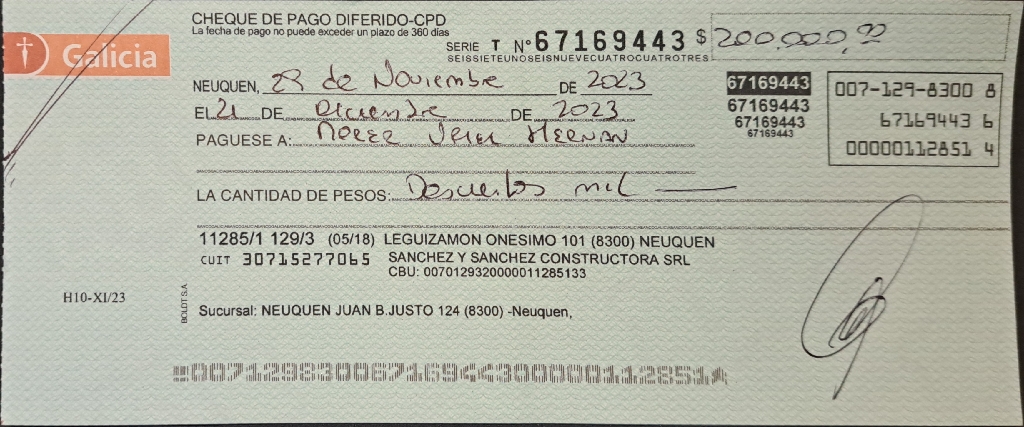 Galicia
CHEQUE DE PAGO DIFERIDO-CPD
La fecha de pago no puede exceder un plazo de 360 días
SERIE T N° 67169443 $ 200.000,00
SEISSIETEUNOSEISNUEVECUATROCUATROTRES
NEUQUEN, 29 de Noviembre DE 2023
EL 21 DE Diciembre DE 2023
PAGUESE A: HERNAN
LA CANTIDAD DE PESOS: Doscientos mil
67169443
67169443
67169443
67169443
007-129-8300 8
67169443 6
00000112851 4
11285/1 129/3 (05/18) LEGUIZAMON ONESIMO 101 (8300) NEUQUEN
CUIT 30715277065 SANCHEZ Y SANCHEZ CONSTRUCTORA SRL
CBU: 0070129320000011285133
H10-XI/23
BOLDT S.A
Sucursal: NEUQUEN JUAN B.JUSTO 124 (8300) -Neuquen,
00712983006716944300000112851